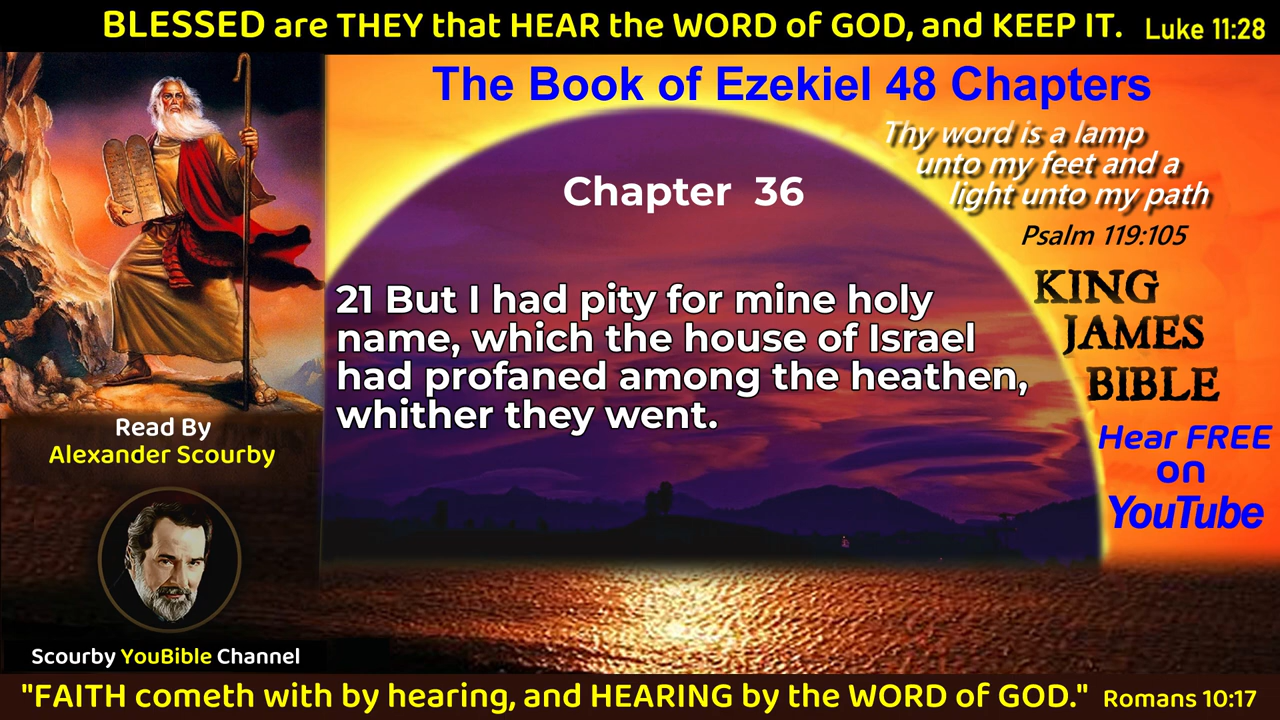 BLESSED are THEY that HEAR the WORD of GOD, and KEEP IT. Luke 11:28
The Book of Ezekiel 48 Chapters
Thy word is a lamp
unto my feet and a
light unto my path
Psalm 119:105
Chapter 36
21 But I had pity for mine holy
name, which the house of Israel
had profaned among the heathen,
whither they went.
KING
JAMES
BIBLE
Hear FREE
on
YouTube
Read By
Alexander Scourby
Scourby YouBible Channel
"FAITH cometh with by hearing, and HEARING by the WORD of GOD." Romans 10:17